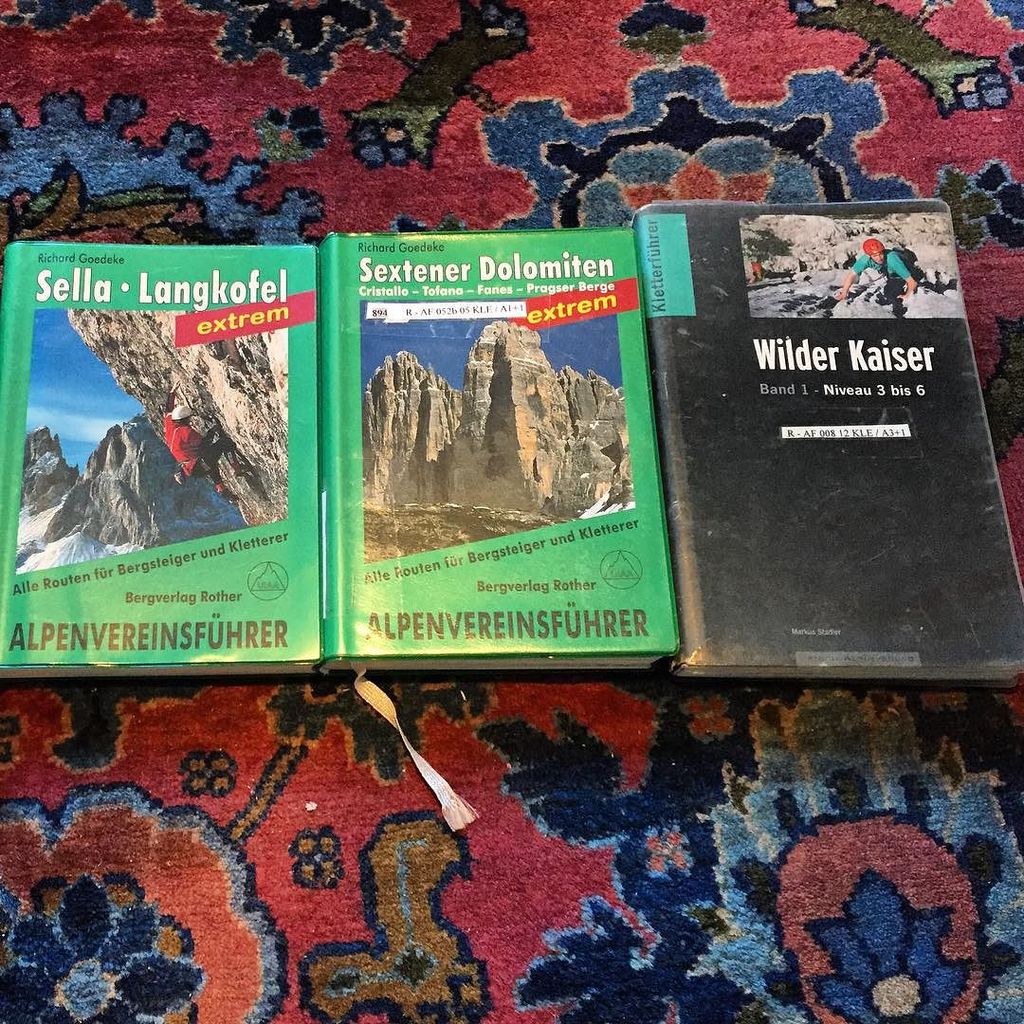 Richard Goedeke
Sella · Langkofel
extrem
Alle Routen für Bergsteiger und Kletterer
Bergverlag Rother
ALPENVEREINSFÜHRER
Richard Goedeke
Sextener Dolomiten
Cristallo – Tofana – Fanes – Pragser Berge
extrem
894 R - AF 052b 05 KLE / A1+1
Alle Routen für Bergsteiger und Kletterer
Bergverlag Rother
ALPENVEREINSFÜHRER
Kletterführer
Wilder Kaiser
Band 1 - Niveau 3 bis 6
R - AF 008 12 KLE / A3+1
Markus Stadler